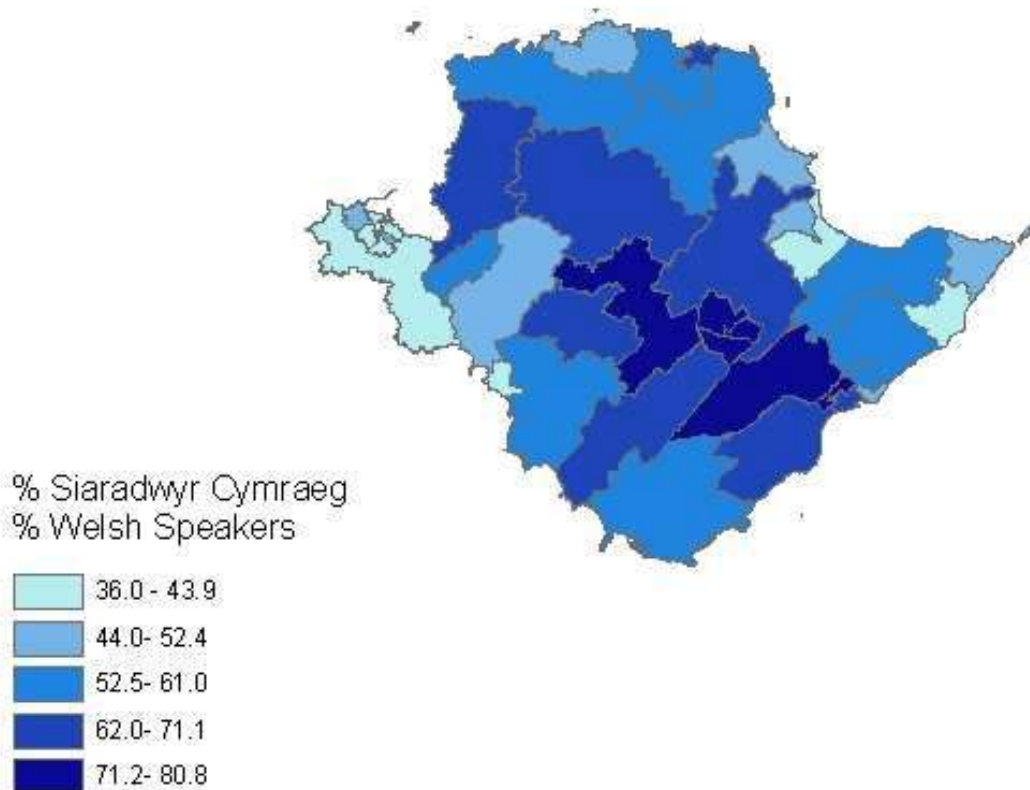 % Siaradwyr Cymraeg
% Welsh Speakers
36.0 - 43.9
44.0- 52.4
52.5- 61.0
62.0- 71.1
71.2- 80.8